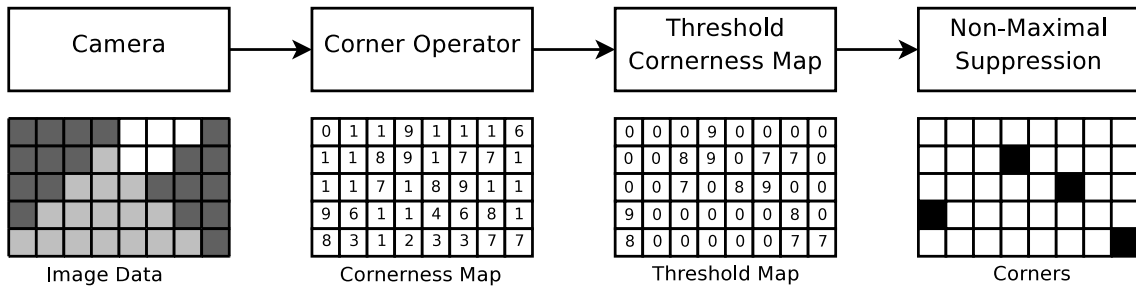 Camera
Corner Operator
Threshold
Cornerness Map
Non-Maximal
Suppression
0 1 1 9 1 1 1 6
1 1 8 9 1 7 7 1
1 1 7 1 8 9 1 1
9 6 1 1 4 6 8 1
8 3 1 2 3 3 7 7
0 0 0 9 0 0 0 0
0 0 8 9 0 7 7 0
0 0 7 0 8 9 0 0
9 0 0 0 0 0 8 0
8 0 0 0 0 0 7 7
Image Data
Cornerness Map
Threshold Map
Corners